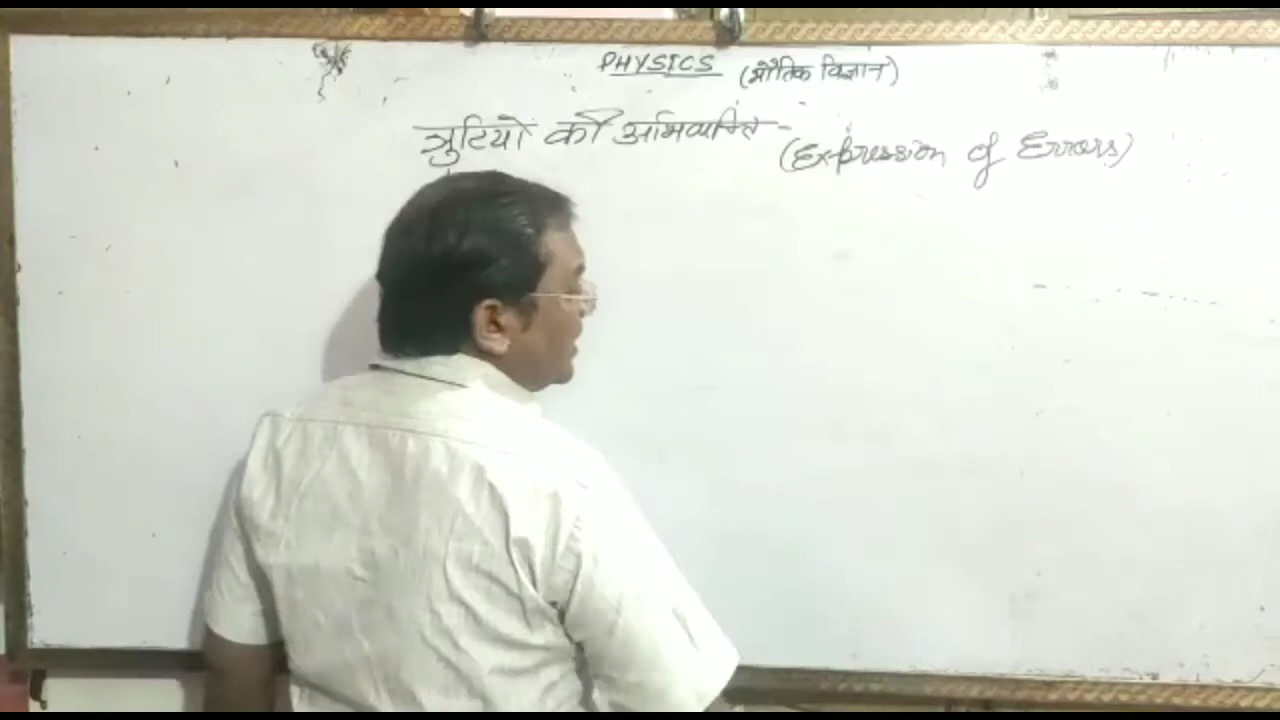 PHYSICS (भौतिक विज्ञान)
त्रुटियों की अभिव्यक्ति - (Expression of Errors)